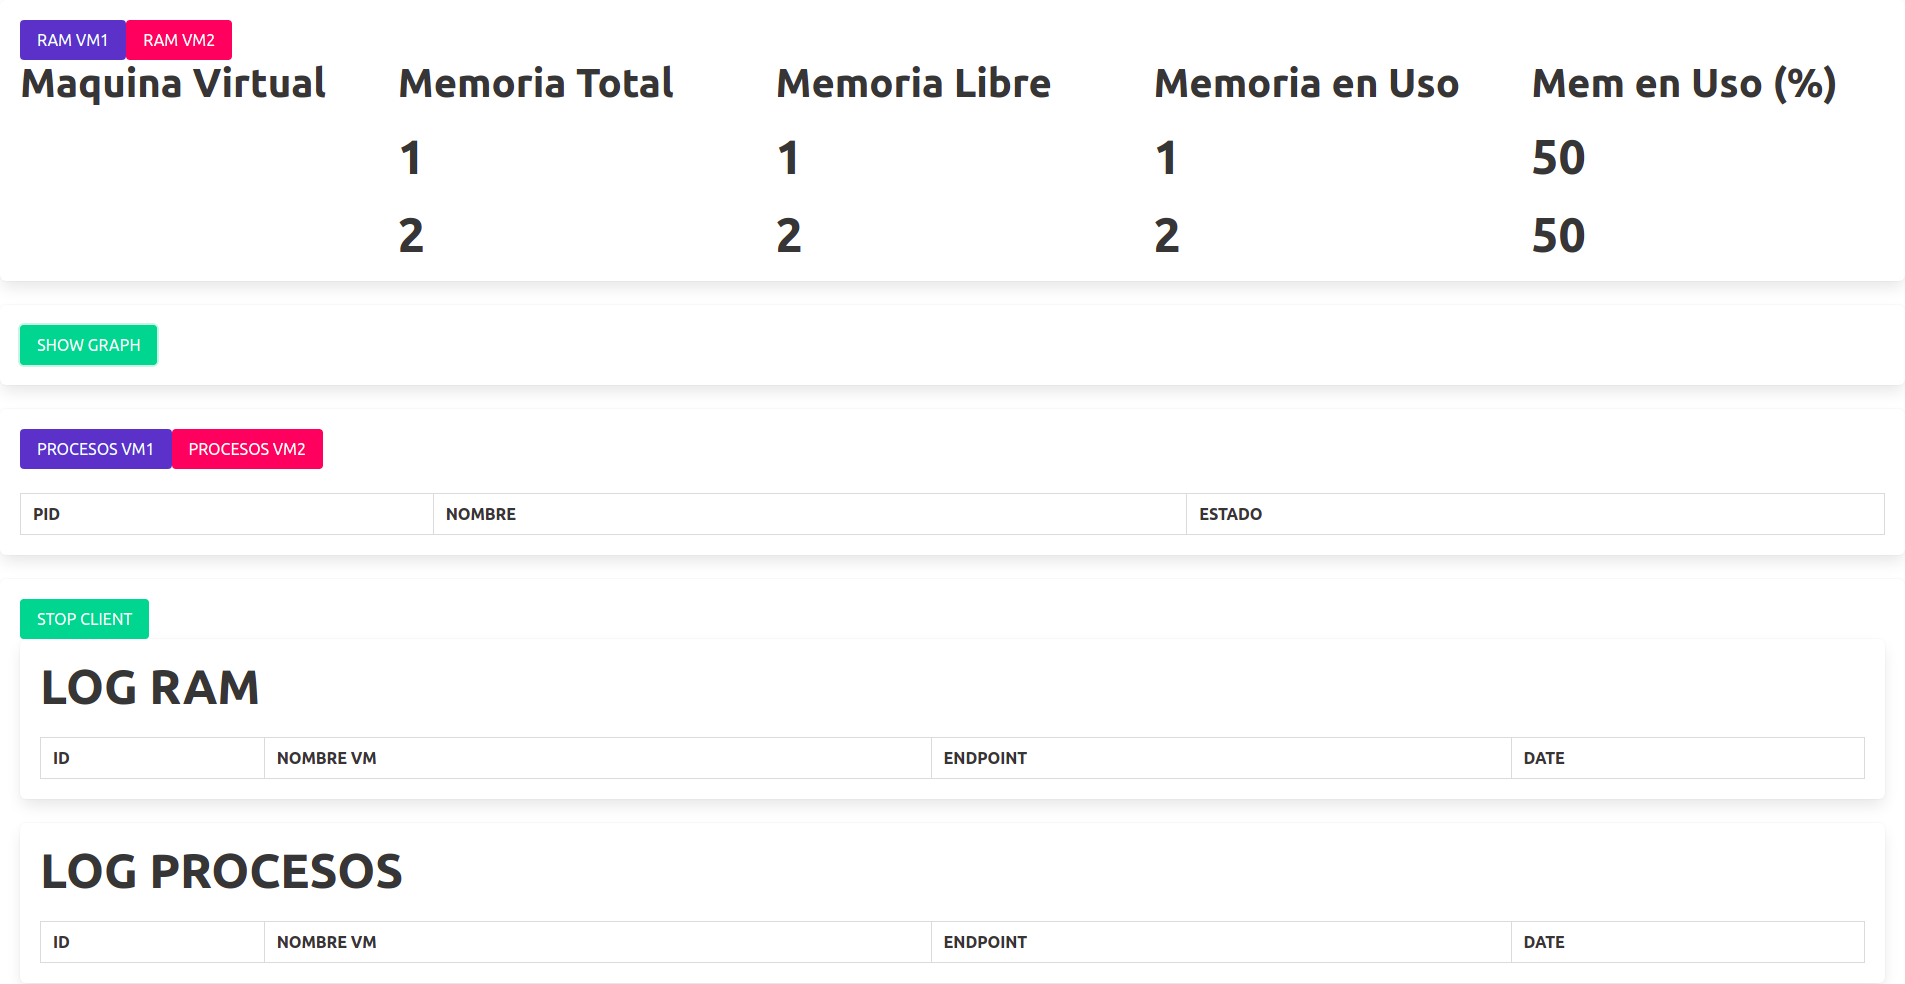 RAM VM1 RAM VM2
Maquina Virtual Memoria Total Memoria Libre Memoria en Uso Mem en Uso (%)
1 1 1 50
2 2 2 50
SHOW GRAPH
PROCESOS VM1 PROCESOS VM2
PID NOMBRE ESTADO
STOP CLIENT
LOG RAM
ID NOMBRE VM ENDPOINT DATE
LOG PROCESOS
ID NOMBRE VM ENDPOINT DATE